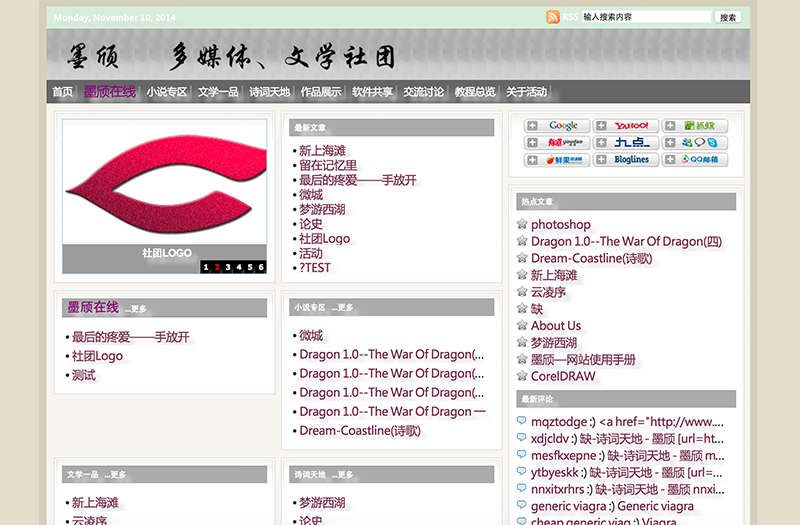 Monday, November 10, 2014
RSS 输入搜索内容 搜索
墨颀 多媒体、文学社团
首页 墨颀在线 小说专区 文学一品 诗词天地 作品展示 软件共享 交流讨论 教程总览 关于活动
社团LOGO
1 2 3 4 5 6
最新文章
• 新上海滩
• 留在记忆里
• 最后的疼爱——手放开
• 微城
• 梦游西湖
• 论史
• 社团Logo
• 活动
• ?TEST
Google YAHOO! 抓虾
有道 youdao 九点
鲜果 Bloglines QQ邮箱
热点文章
photoshop
Dragon 1.0--The War Of Dragon(四)
Dream-Coastline(诗歌)
新上海滩
云凌序
缺
About Us
梦游西湖
墨颀—网站使用手册
CorelDRAW
墨颀在线 ...更多
• 最后的疼爱——手放开
• 社团Logo
• 测试
小说专区 ...更多
• 微城
• Dragon 1.0--The War Of Dragon(...
• Dragon 1.0--The War Of Dragon(...
• Dragon 1.0--The War Of Dragon(...
• Dragon 1.0--The War Of Dragon 一
• Dream-Coastline(诗歌)
最新评论
mqztodge :) <a href="http://www....
xdjcldv :) 缺-诗词天地 - 墨颀 [url=ht...
mesfkxepne :) 缺-诗词天地 - 墨颀 m...
ytbyeskk :) 缺-诗词天地 - 墨颀 [url=...
nnxitxrhrs :) 缺-诗词天地 - 墨颀 nnxi...
generic viagra :) Generic viagra
cheap generic viag :) Viagra
文学一品 ...更多
• 新上海滩
• 云凌序
诗词天地 ...更多
• 梦游西湖
• 论史